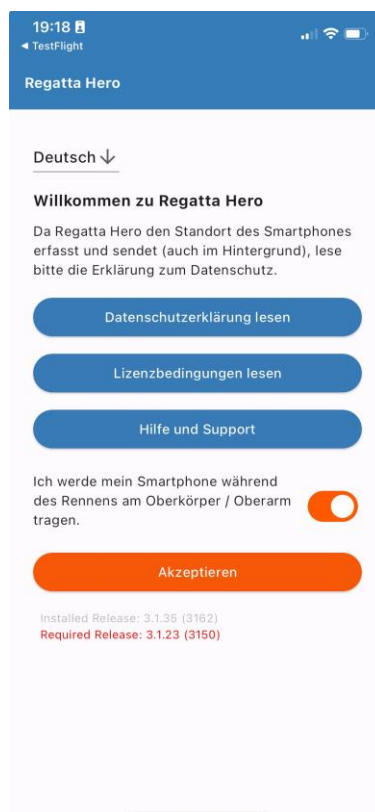 19:18
TestFlight
Regatta Hero
Deutsch
Willkommen zu Regatta Hero
Da Regatta Hero den Standort des Smartphones
erfasst und sendet (auch im Hintergrund), lese
bitte die Erklärung zum Datenschutz.
Datenschutzerklärung lesen
Lizenzbedingungen lesen
Hilfe und Support
Ich werde mein Smartphone während
des Rennens am Oberkörper / Oberarm
tragen.
Akzeptieren
Installed Release: 3.1.35 (3162)
Required Release: 3.1.23 (3150)